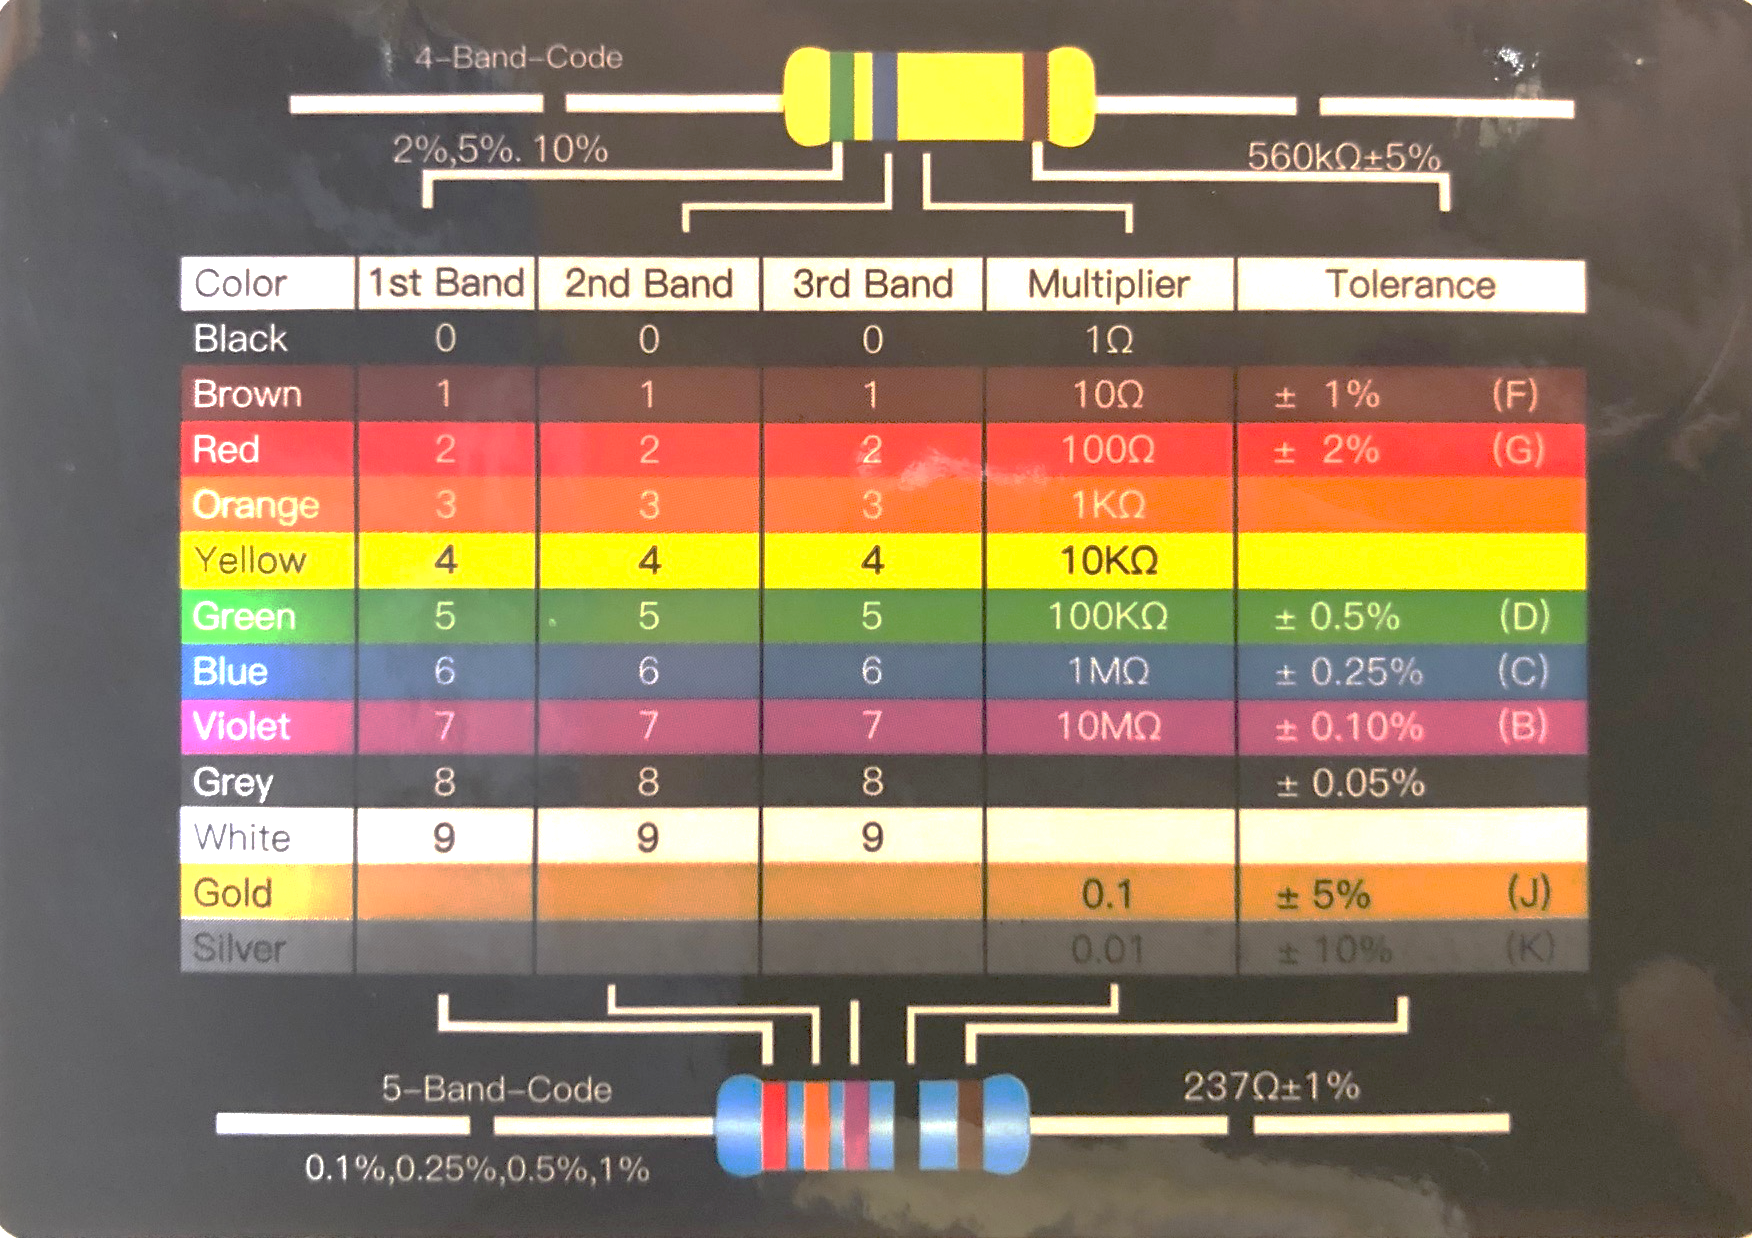 4-Band-Code
2%,5%. 10%
560kΩ±5%
Color 1st Band 2nd Band 3rd Band Multiplier Tolerance
Black 0 0 0 1Ω
Brown 1 1 1 10Ω ± 1% (F)
Red 2 2 2 100Ω ± 2% (G)
Orange 3 3 3 1KΩ
Yellow 4 4 4 10KΩ
Green 5 5 5 100KΩ ± 0.5% (D)
Blue 6 6 6 1MΩ ± 0.25% (C)
Violet 7 7 7 10MΩ ± 0.10% (B)
Grey 8 8 8 ± 0.05%
White 9 9 9
Gold 0.1 ± 5% (J)
Silver 0.01 ± 10% (K)
5-Band-Code
237Ω±1%
0.1%,0.25%,0.5%,1%